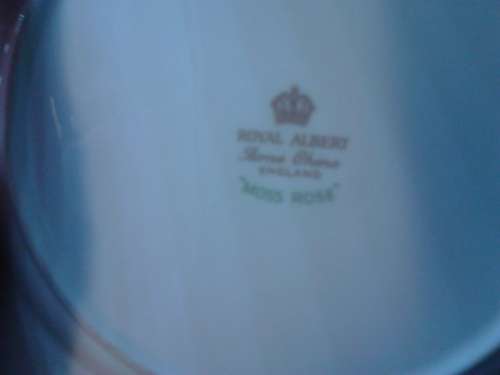 ROYAL ALBERT
Bone China
ENGLAND
"MOSS ROSE"